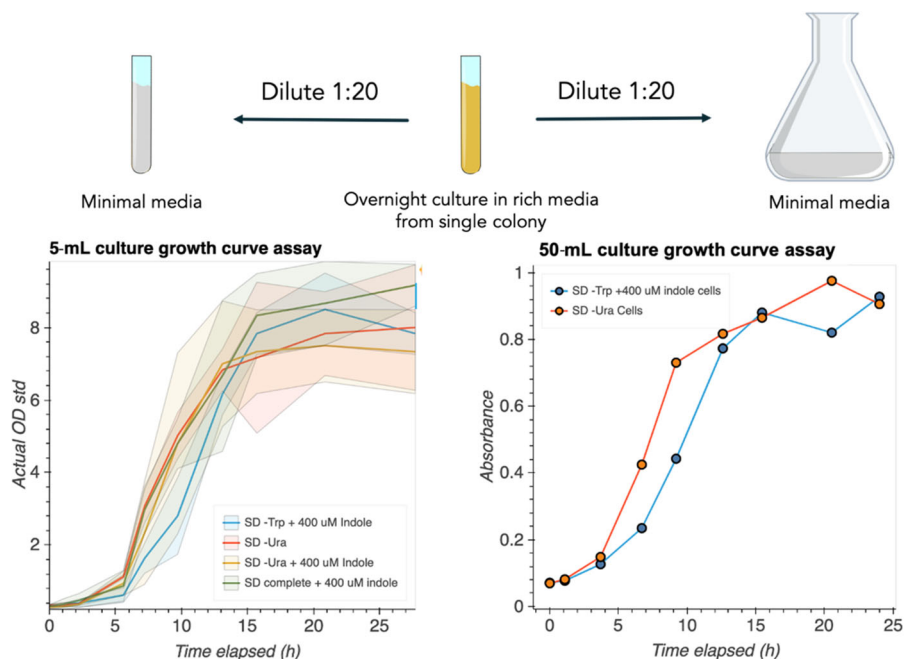 Dilute 1:20
Dilute 1:20
Minimal media
Overnight culture in rich media
from single colony
Minimal media
5-mL culture growth curve assay
50-mL culture growth curve assay
Actual OD std
8
6
4
2
0
5
10
15
20
25
Time elapsed (h)
SD -Trp + 400 uM Indole
SD -Ura
SD -Ura + 400 uM Indole
SD complete + 400 uM indole
Absorbance
1
0.8
0.6
0.4
0.2
0
0
5
10
15
20
25
Time elapsed (h)
SD -Trp +400 uM indole cells
SD -Ura Cells